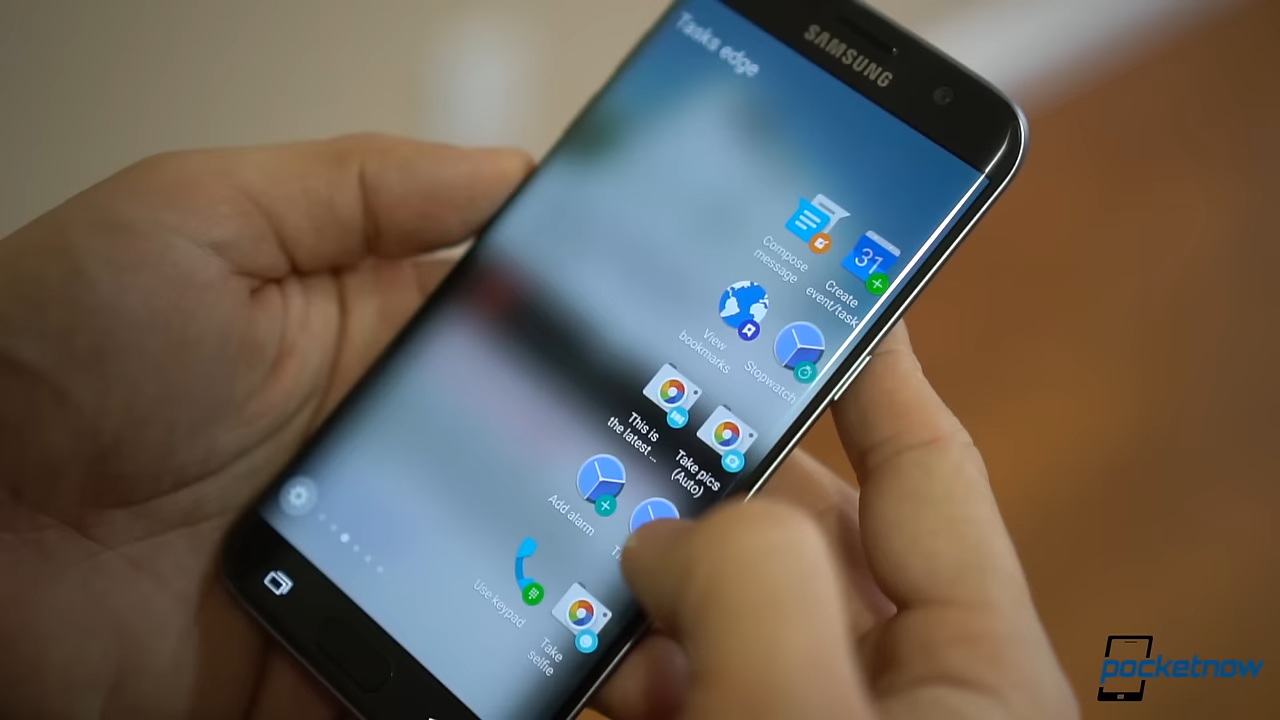 SAMSUNG
Tasks edge
Compose
message
31
Create
event/task
View
bookmarks
Stopwatch
This is
the latest ...
Take pics
(Auto)
Add alarm
Use keypad
Take
selfie
pocketnow